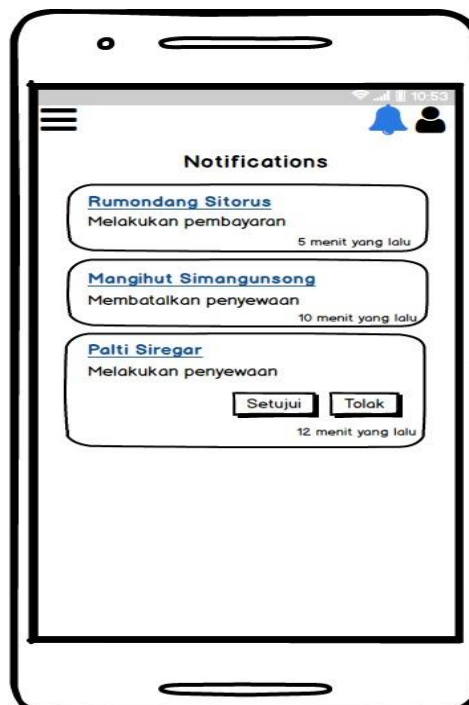 10:53
Notifications
Rumondang Sitorus
Melakukan pembayaran
5 menit yang lalu
Mangihut Simangunsong
Membatalkan penyewaan
10 menit yang lalu
Palti Siregar
Melakukan penyewaan
Setujui Tolak
12 menit yang lalu